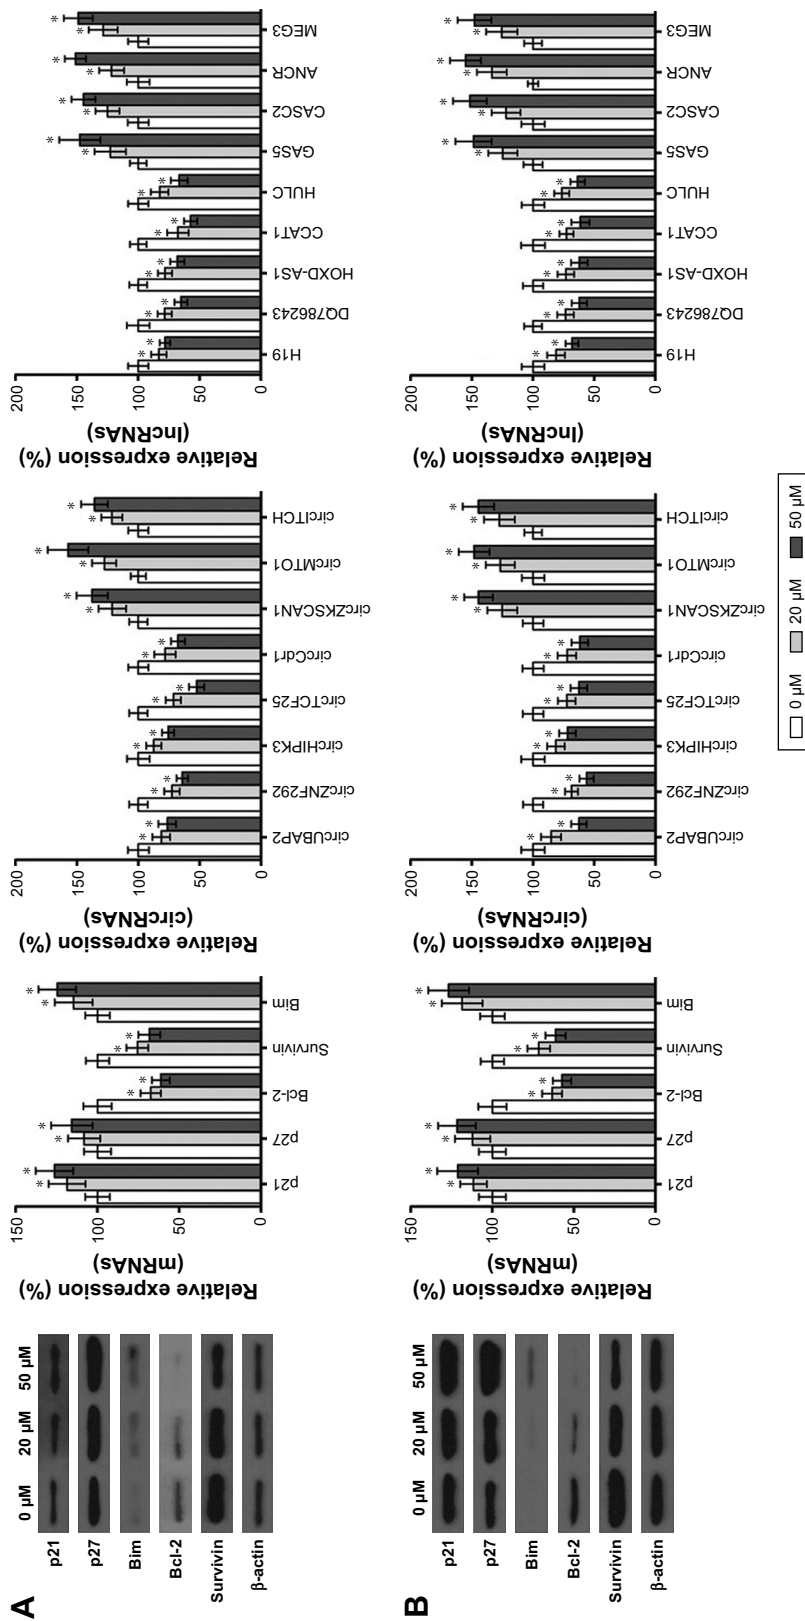 A
0 µM 20 µM 50 µM
p21
p27
Bim
Bcl-2
Survivin
β-actin
Relative expression (%)
(mRNAs)
150
100
50
0
p21 p27 Bcl-2 Survivin Bim
* * * * * * * * * *
Relative expression (%)
(circRNAs)
200
150
100
50
0
circUBAP2 circZNF292 circHIPK3 circTCF25 circCdr1 circZKSCAN1 circMTO1 circITCH
* * * * * * * * * * * * * * * *
Relative expression (%)
(lncRNAs)
200
150
100
50
0
H19 DQ786243 HOXD-AS1 CCAT1 HULC GAS5 CASC2 ANCR MEG3
* * * * * * * * * * * * * * * * * *
B
0 µM 20 µM 50 µM
p21
p27
Bim
Bcl-2
Survivin
β-actin
Relative expression (%)
(mRNAs)
150
100
50
0
p21 p27 Bcl-2 Survivin Bim
* * * * * * * * * *
Relative expression (%)
(circRNAs)
200
150
100
50
0
circUBAP2 circZNF292 circHIPK3 circTCF25 circCdr1 circZKSCAN1 circMTO1 circITCH
* * * * * * * * * * * * * * * *
Relative expression (%)
(lncRNAs)
200
150
100
50
0
H19 DQ786243 HOXD-AS1 CCAT1 HULC GAS5 CASC2 ANCR MEG3
* * * * * * * * * * * * * * * * * *
0 µM 20 µM 50 µM